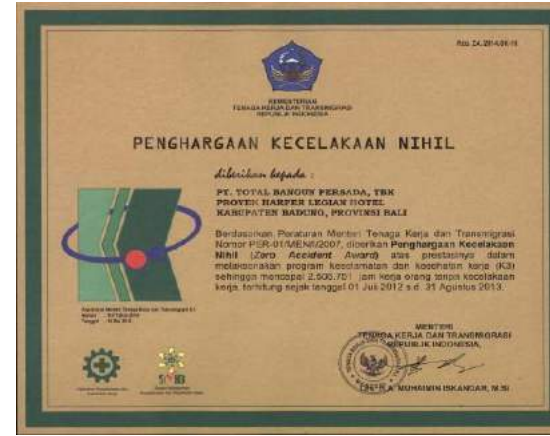 KEMENTERIAN
TENAGA KERJA DAN TRANSMIGRASI
REPUBLIK INDONESIA
PENGHARGAAN KECELAKAAN NIHIL
diberikan kepada :
PT. TOTAL BANGUN PERSADA, TBK
PROYEK HARPER LEGIAN HOTEL
KABUPATEN BADUNG, PROVINSI BALI
Berdasarkan Peraturan Menteri Tenaga Kerja dan Transmigrasi
Nomor PER-01/MEN/I/2007, diberikan Penghargaan Kecelakaan
Nihil (Zero Accident Award) atas prestasinya dalam
melaksanakan program keselamatan dan kesehatan kerja (K3)
sehingga mencapai jam kerja orang tanpa kecelakaan
kerja, terhitung sejak tanggal 01 Juli 2012 s.d. 31 Agustus 2013.
MENTERI
TENAGA KERJA DAN TRANSMIGRASI
REPUBLIK INDONESIA,
A. MUHAIMIN ISKANDAR, M.SI